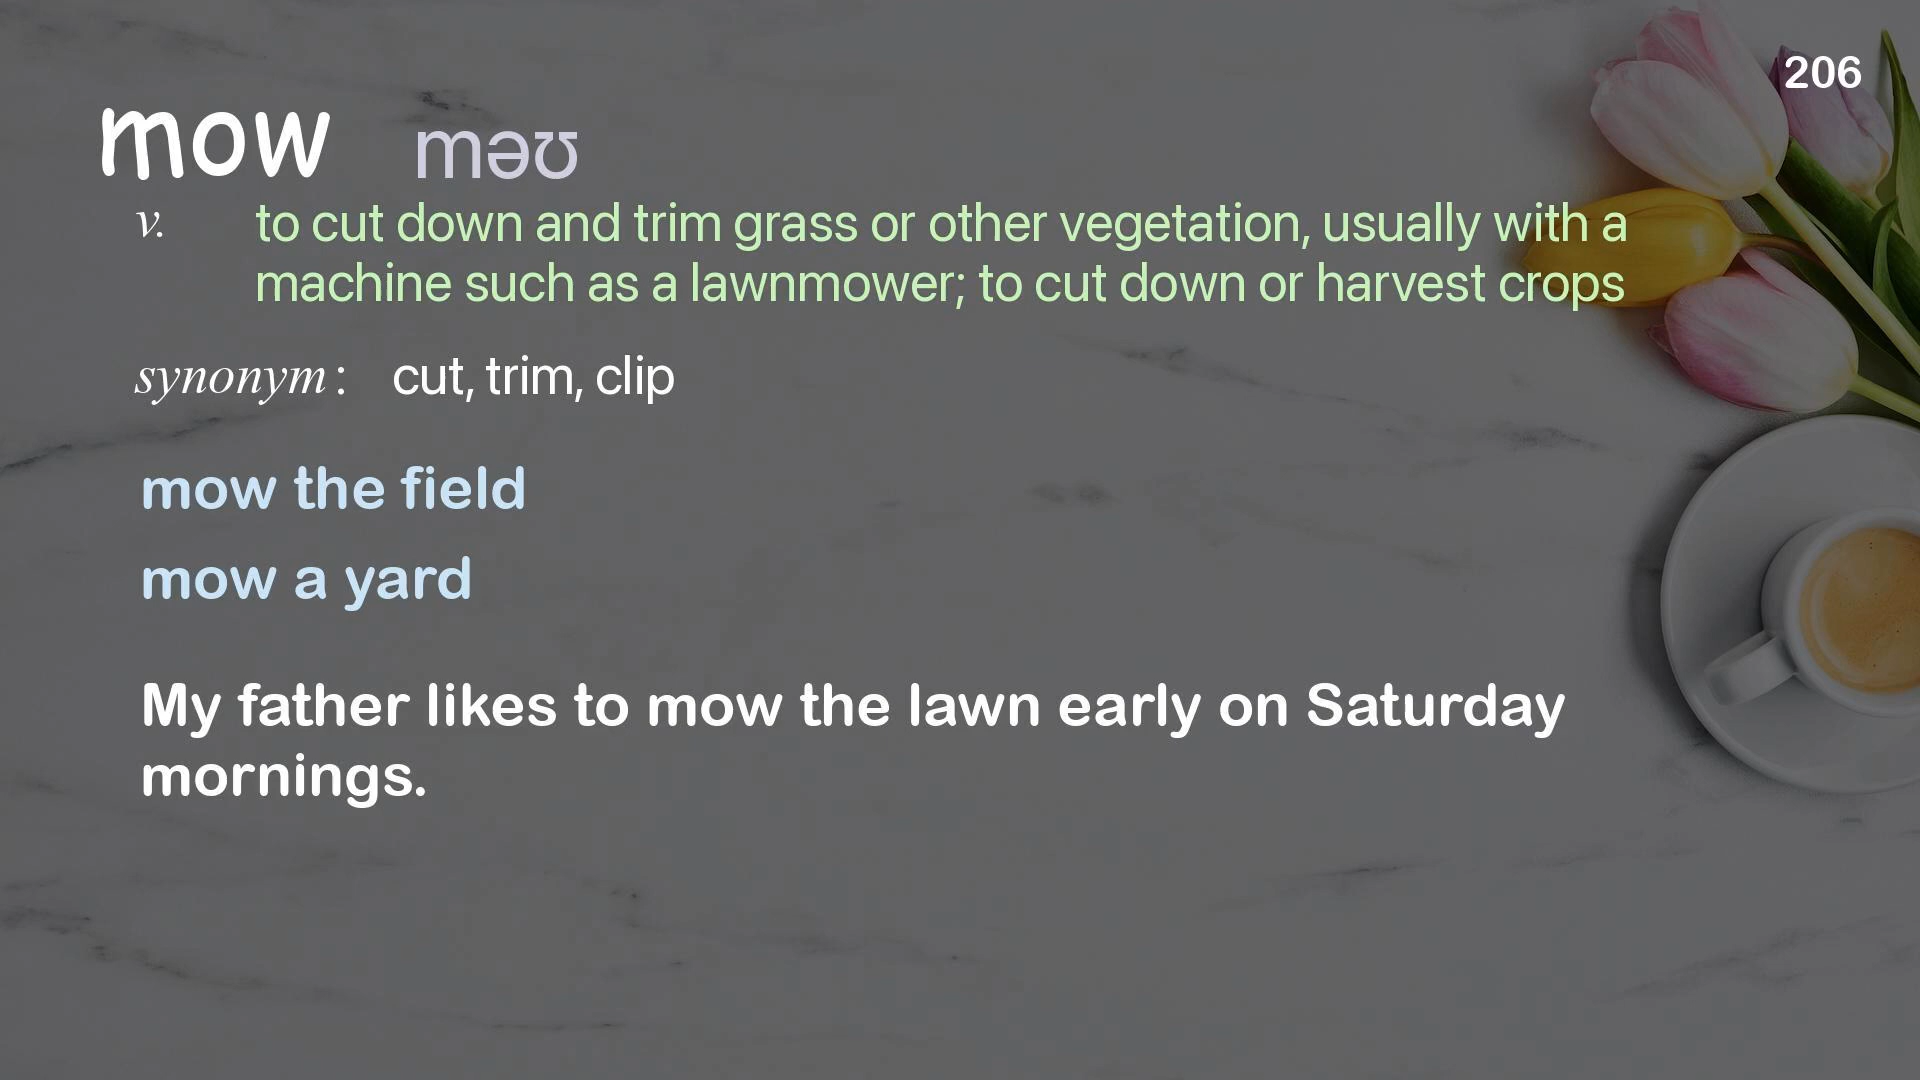 206
mow məʊ
v. to cut down and trim grass or other vegetation, usually with a
machine such as a lawnmower; to cut down or harvest crops
synonym: cut, trim, clip
mow the field
mow a yard
My father likes to mow the lawn early on Saturday
mornings.